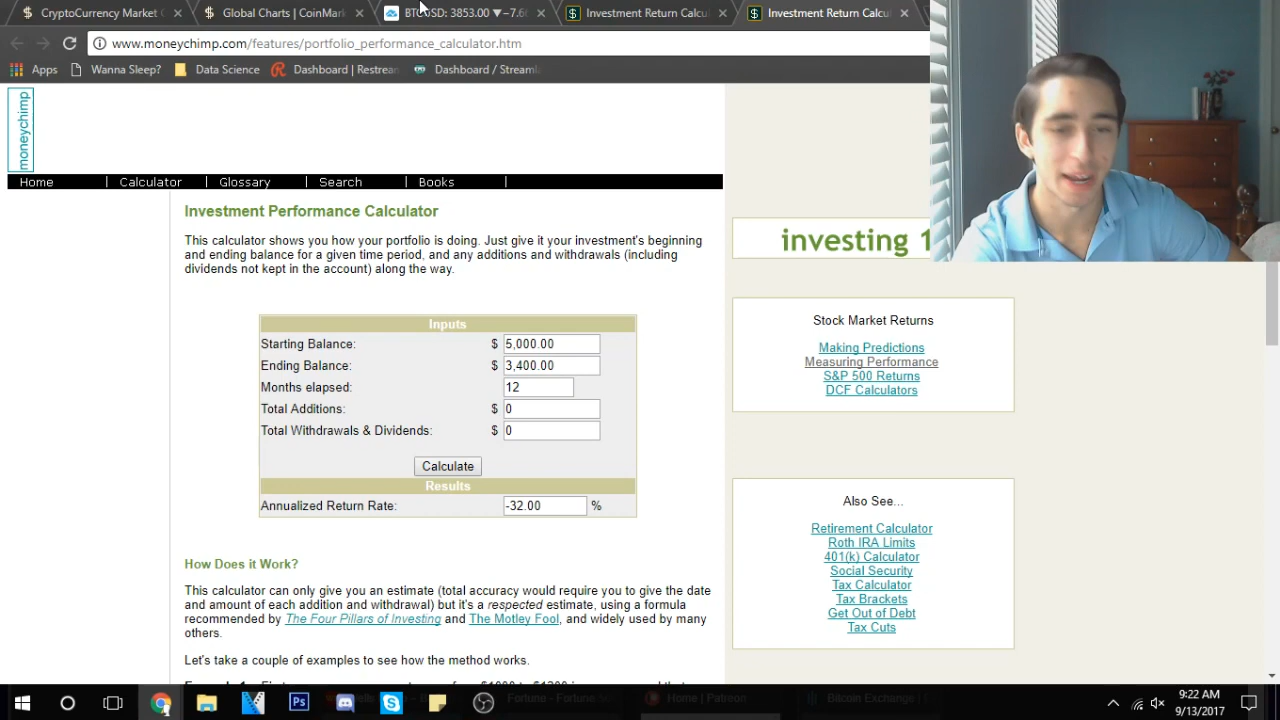 CryptoCurrency Market C
Global Charts | CoinMark
BTCUSD: 3853.00 ▼−7.6
Investment Return Calcu
Investment Return Calcu
www.moneychimp.com/features/portfolio_performance_calculator.htm
Apps
Wanna Sleep?
Data Science
Dashboard | Restrea
Dashboard / Streaml
moneychimp
Home | Calculator | Glossary | Search | Books |
Investment Performance Calculator
This calculator shows you how your portfolio is doing. Just give it your investment's beginning
and ending balance for a given time period, and any additions and withdrawals (including
dividends not kept in the account) along the way.
Inputs
Starting Balance: $ 5,000.00
Ending Balance: $ 3,400.00
Months elapsed: 12
Total Additions: $ 0
Total Withdrawals & Dividends: $ 0
Calculate
Results
Annualized Return Rate: -32.00 %
How Does it Work?
This calculator can only give you an estimate (total accuracy would require you to give the date
and amount of each addition and withdrawal) but it's a respected estimate, using a formula
recommended by The Four Pillars of Investing and The Motley Fool, and widely used by many
others.
Let's take a couple of examples to see how the method works.
investing 1
Stock Market Returns
Making Predictions
Measuring Performance
S&P 500 Returns
DCF Calculators
Also See...
Retirement Calculator
Roth IRA Limits
401(k) Calculator
Social Security
Tax Calculator
Tax Brackets
Get Out of Debt
Tax Cuts
Ps
Fortune - Fortune
Home | Patreon
Bitcoin Exchange |
9:22 AM
9/13/2017